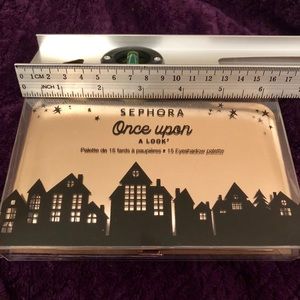 0 1CM 2 3 4 5 6 7 8 9 10 11 12 13 14 15 16 17
INCH 1 2 3 4 5 6
SEPHORA
Once upon
A LOOK!
Palette de 15 fards à paupières • 15 Eyeshadow palette